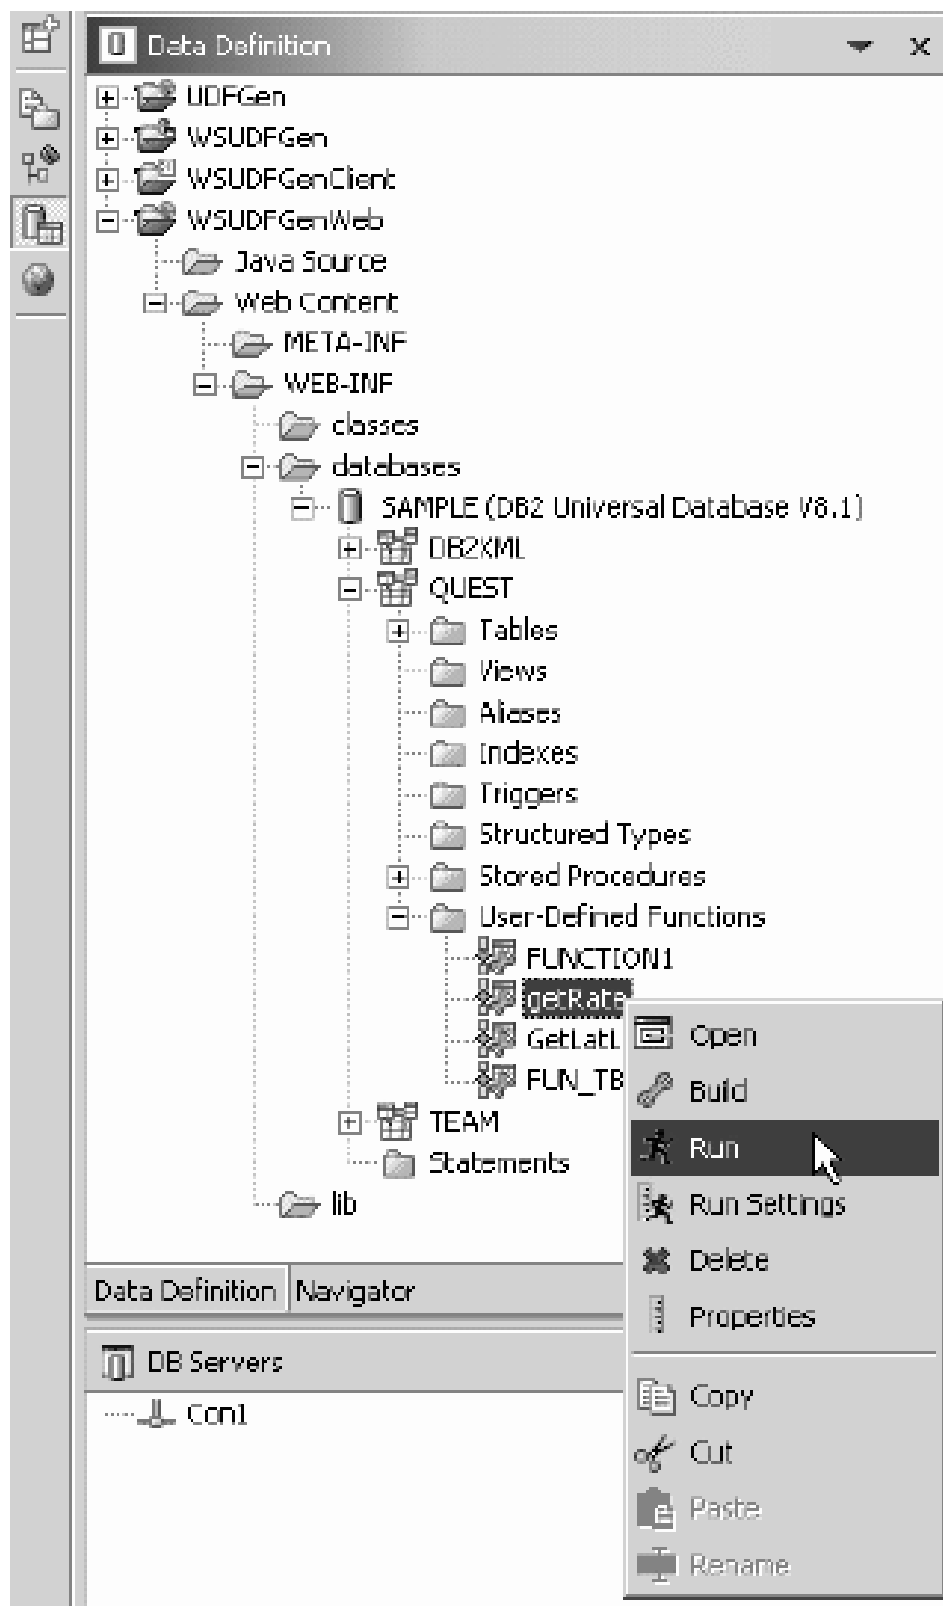 Data Definition
UDFGen
WSUDFGen
WSUDFGenClient
WSUDFGenWeb
Java Source
Web Content
META-INF
WEB-INF
classes
databases
SAMPLE (DB2 Universal Database V8.1)
DB2XML
QUEST
Tables
Views
Aliases
Indexes
Triggers
Structured Types
Stored Procedures
User-Defined Functions
FUNCTION1
getRate
GetLatL
FUN_TB
TEAM
Statements
lib
Open
Build
Run
Run Settings
Delete
Properties
Copy
Cut
Paste
Rename
Data Definition Navigator
DB Servers
Con1